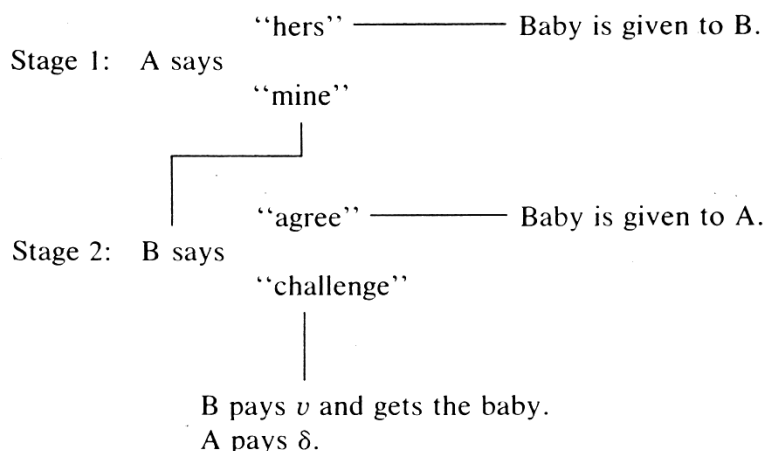 “hers” Baby is given to B.
Stage 1: A says
“mine”
“agree” Baby is given to A.
Stage 2: B says
“challenge”
B pays υ and gets the baby.
A pays δ.